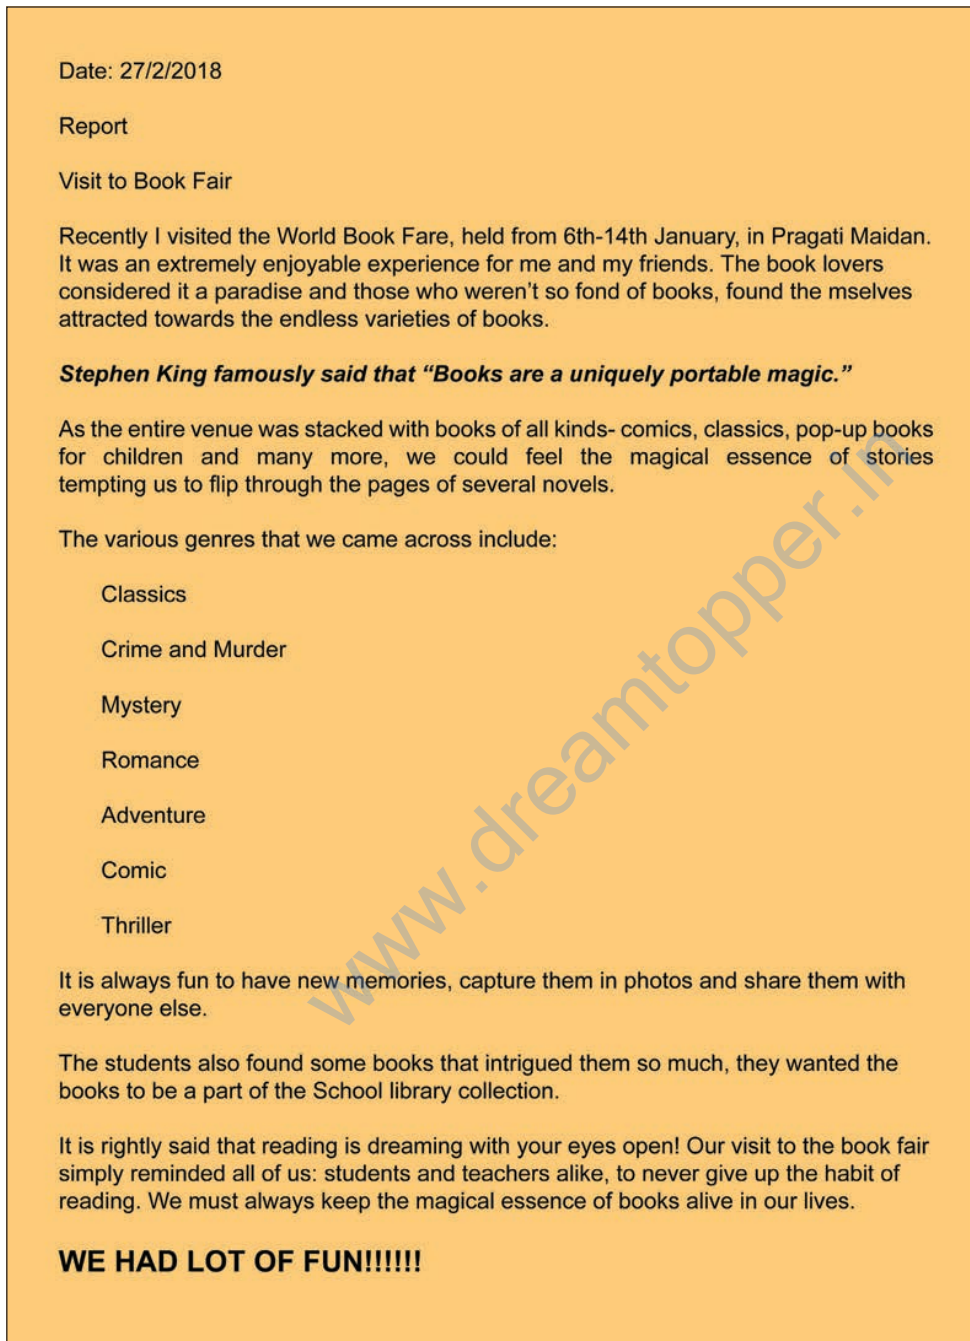 Date: 27/2/2018
Report
Visit to Book Fair
Recently I visited the World Book Fare, held from 6th-14th January, in Pragati Maidan.
It was an extremely enjoyable experience for me and my friends. The book lovers
considered it a paradise and those who weren't so fond of books, found the mselves
attracted towards the endless varieties of books.
Stephen King famously said that “Books are a uniquely portable magic.”
As the entire venue was stacked with books of all kinds- comics, classics, pop-up books
for children and many more, we could feel the magical essence of stories
tempting us to flip through the pages of several novels.
The various genres that we came across include:
Classics
Crime and Murder
Mystery
Romance
Adventure
Comic
Thriller
It is always fun to have new memories, capture them in photos and share them with
everyone else.
The students also found some books that intrigued them so much, they wanted the
books to be a part of the School library collection.
It is rightly said that reading is dreaming with your eyes open! Our visit to the book fair
simply reminded all of us: students and teachers alike, to never give up the habit of
reading. We must always keep the magical essence of books alive in our lives.
WE HAD LOT OF FUN!!!!!!
www.dreamtopper.in